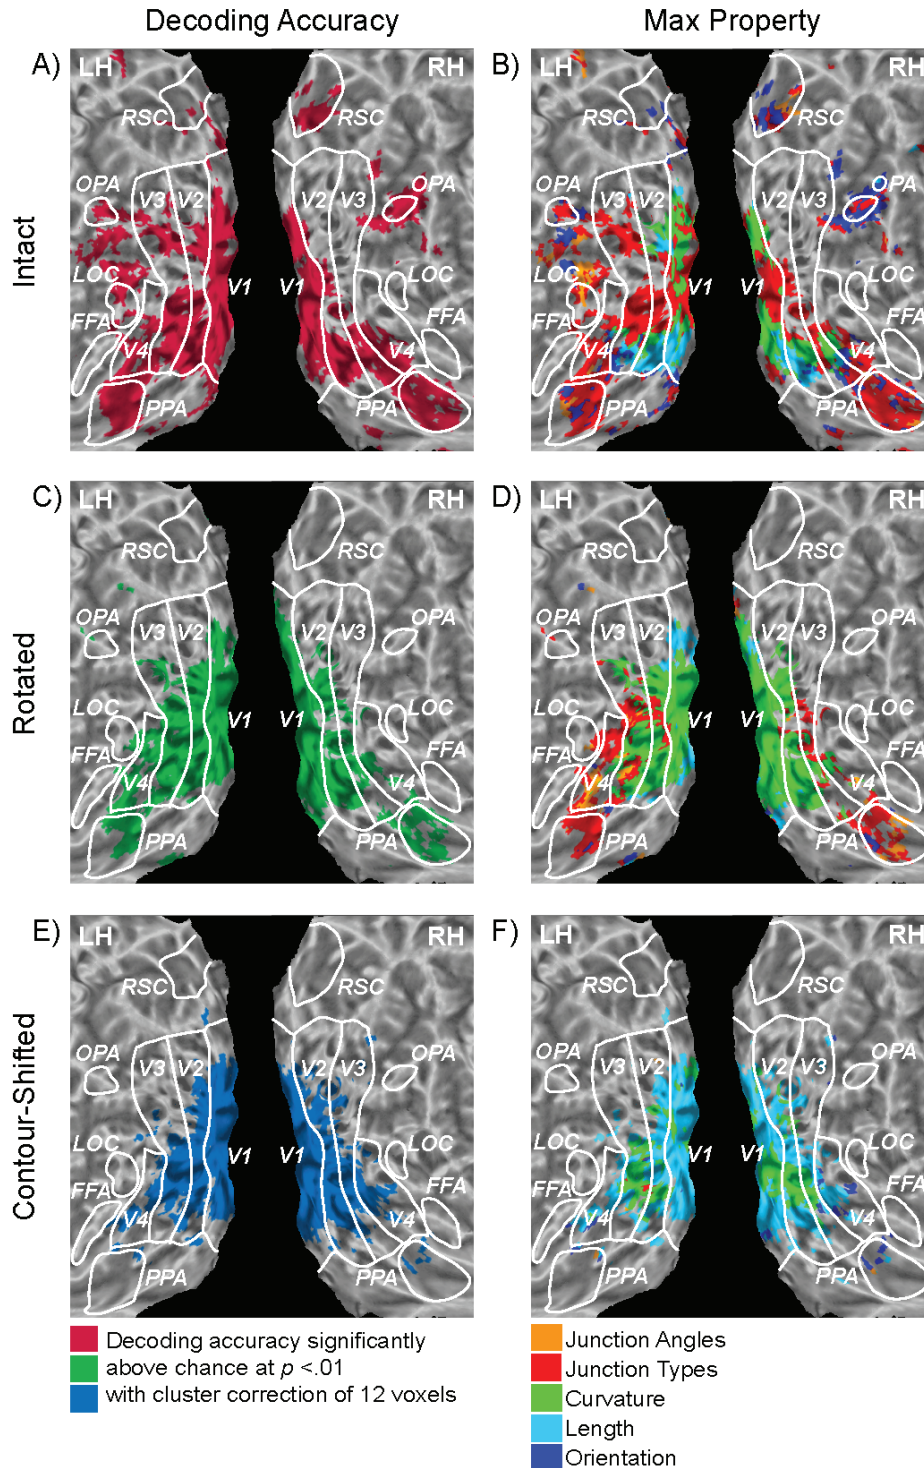 Decoding Accuracy
Max Property
Intact
A)
LH
RH
RSC
RSC
OPA
V3
V2
V2
V3
OPA
LOC
V1
V1
LOC
FFA
FFA
V4
V4
PPA
PPA
B)
LH
RH
RSC
RSC
OPA
V3
V2
V2
V3
OPA
LOC
V1
V1
LOC
FFA
FFA
V4
V4
PPA
PPA
Rotated
C)
LH
RH
RSC
RSC
OPA
V3
V2
V2
V3
OPA
LOC
V1
V1
LOC
FFA
FFA
V4
V4
PPA
PPA
D)
LH
RH
RSC
RSC
OPA
V3
V2
V2
V3
OPA
LOC
V1
V1
LOC
FFA
FFA
V4
V4
PPA
PPA
Contour-Shifted
E)
LH
RH
RSC
RSC
OPA
V3
V2
V2
V3
OPA
LOC
V1
V1
LOC
FFA
FFA
V4
V4
PPA
PPA
F)
LH
RH
RSC
RSC
OPA
V3
V2
V2
V3
OPA
LOC
V1
V1
LOC
FFA
FFA
V4
V4
PPA
PPA
Decoding accuracy significantly
above chance at p <.01
with cluster correction of 12 voxels
Junction Angles
Junction Types
Curvature
Length
Orientation